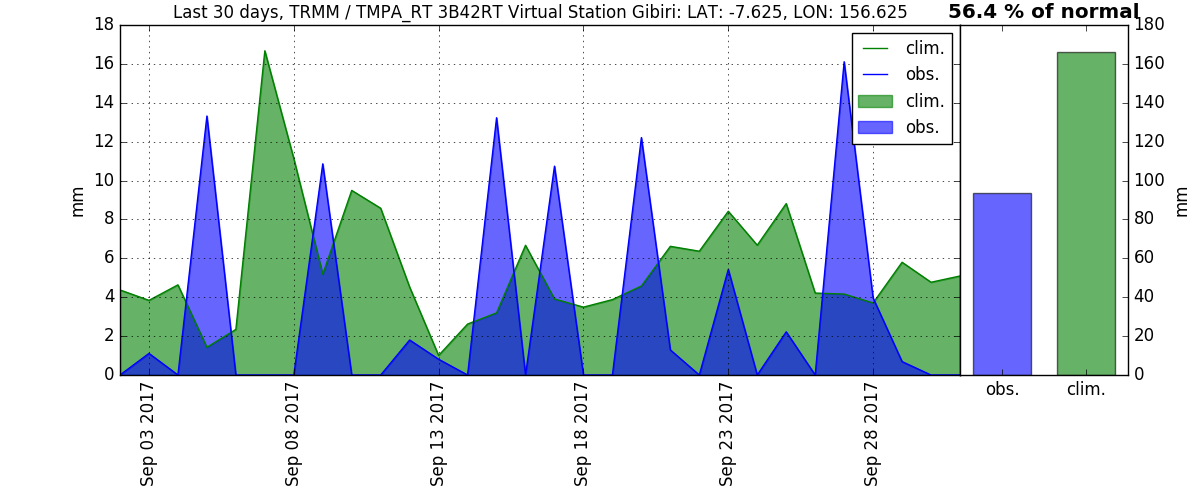 Last 30 days, TRMM / TMPA_RT 3B42RT Virtual Station Gibiri: LAT: -7.625, LON: 156.625
56.4 % of normal
18
16
14
12
10
8
6
4
2
0
mm
clim.
obs.
clim.
obs.
180
160
140
120
100
80
60
40
20
0
mm
Sep 03 2017
Sep 08 2017
Sep 13 2017
Sep 18 2017
Sep 23 2017
Sep 28 2017
obs.
clim.